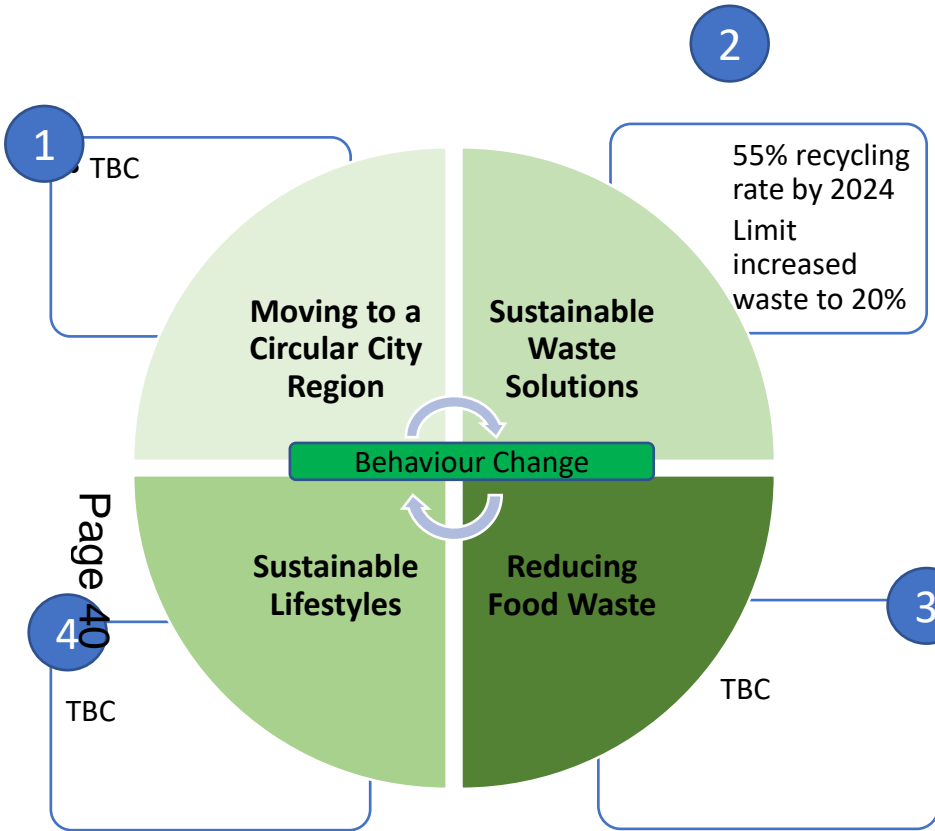 2
1
• TBC
55% recycling
rate by 2024
Limit
increased
waste to 20%
Moving to a
Circular City
Region
Sustainable
Waste
Solutions
Behaviour Change
Sustainable
Lifestyles
Reducing
Food Waste
Page 40
4
TBC
3
TBC